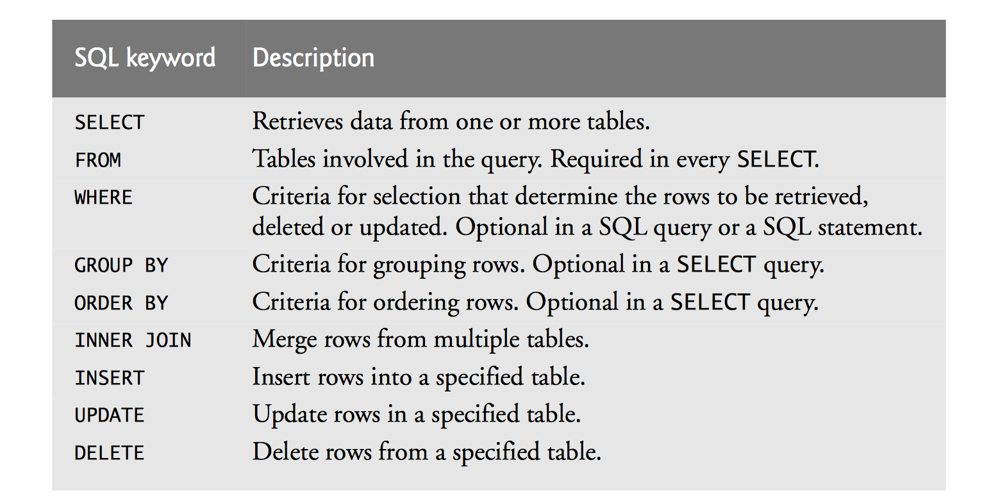 SQL keyword Description
SELECT Retrieves data from one or more tables.
FROM Tables involved in the query. Required in every SELECT.
WHERE Criteria for selection that determine the rows to be retrieved,
deleted or updated. Optional in a SQL query or a SQL statement.
GROUP BY Criteria for grouping rows. Optional in a SELECT query.
ORDER BY Criteria for ordering rows. Optional in a SELECT query.
INNER JOIN Merge rows from multiple tables.
INSERT Insert rows into a specified table.
UPDATE Update rows in a specified table.
DELETE Delete rows from a specified table.